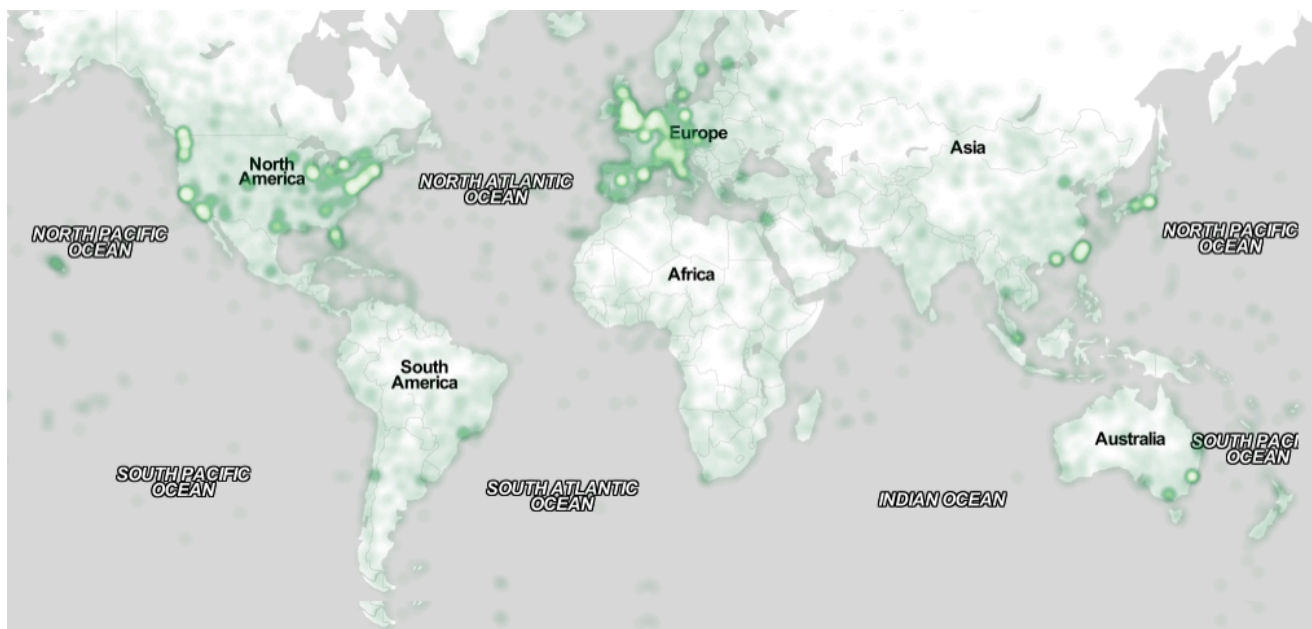 Europe
Asia
North
America
NORTH ATLANTIC
OCEAN
NORTH PACIFIC
OCEAN
NORTH PACIFIC
OCEAN
Africa
South
America
Australia
SOUTH PACI
OCEAN
SOUTH PACIFIC
OCEAN
SOUTH ATLANTIC
OCEAN
INDIAN OCEAN